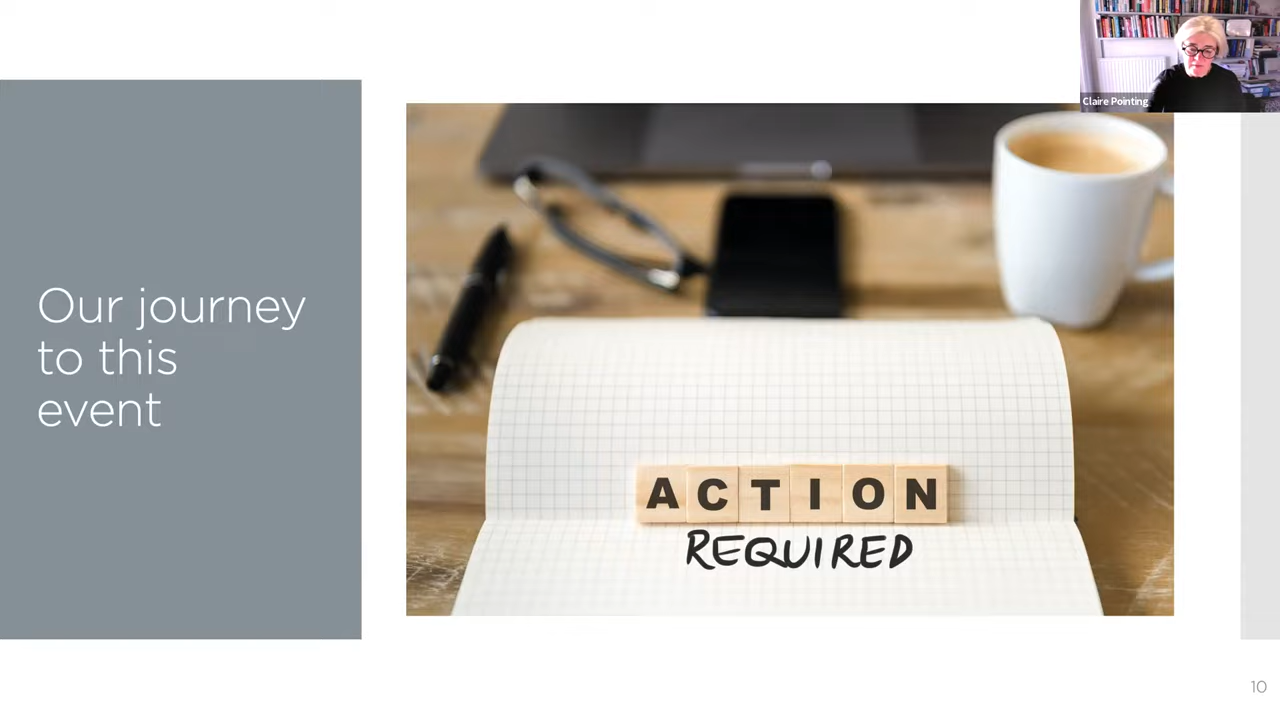 Our journey
to this
event
Claire Pointing
ACTION
REQUIRED
10